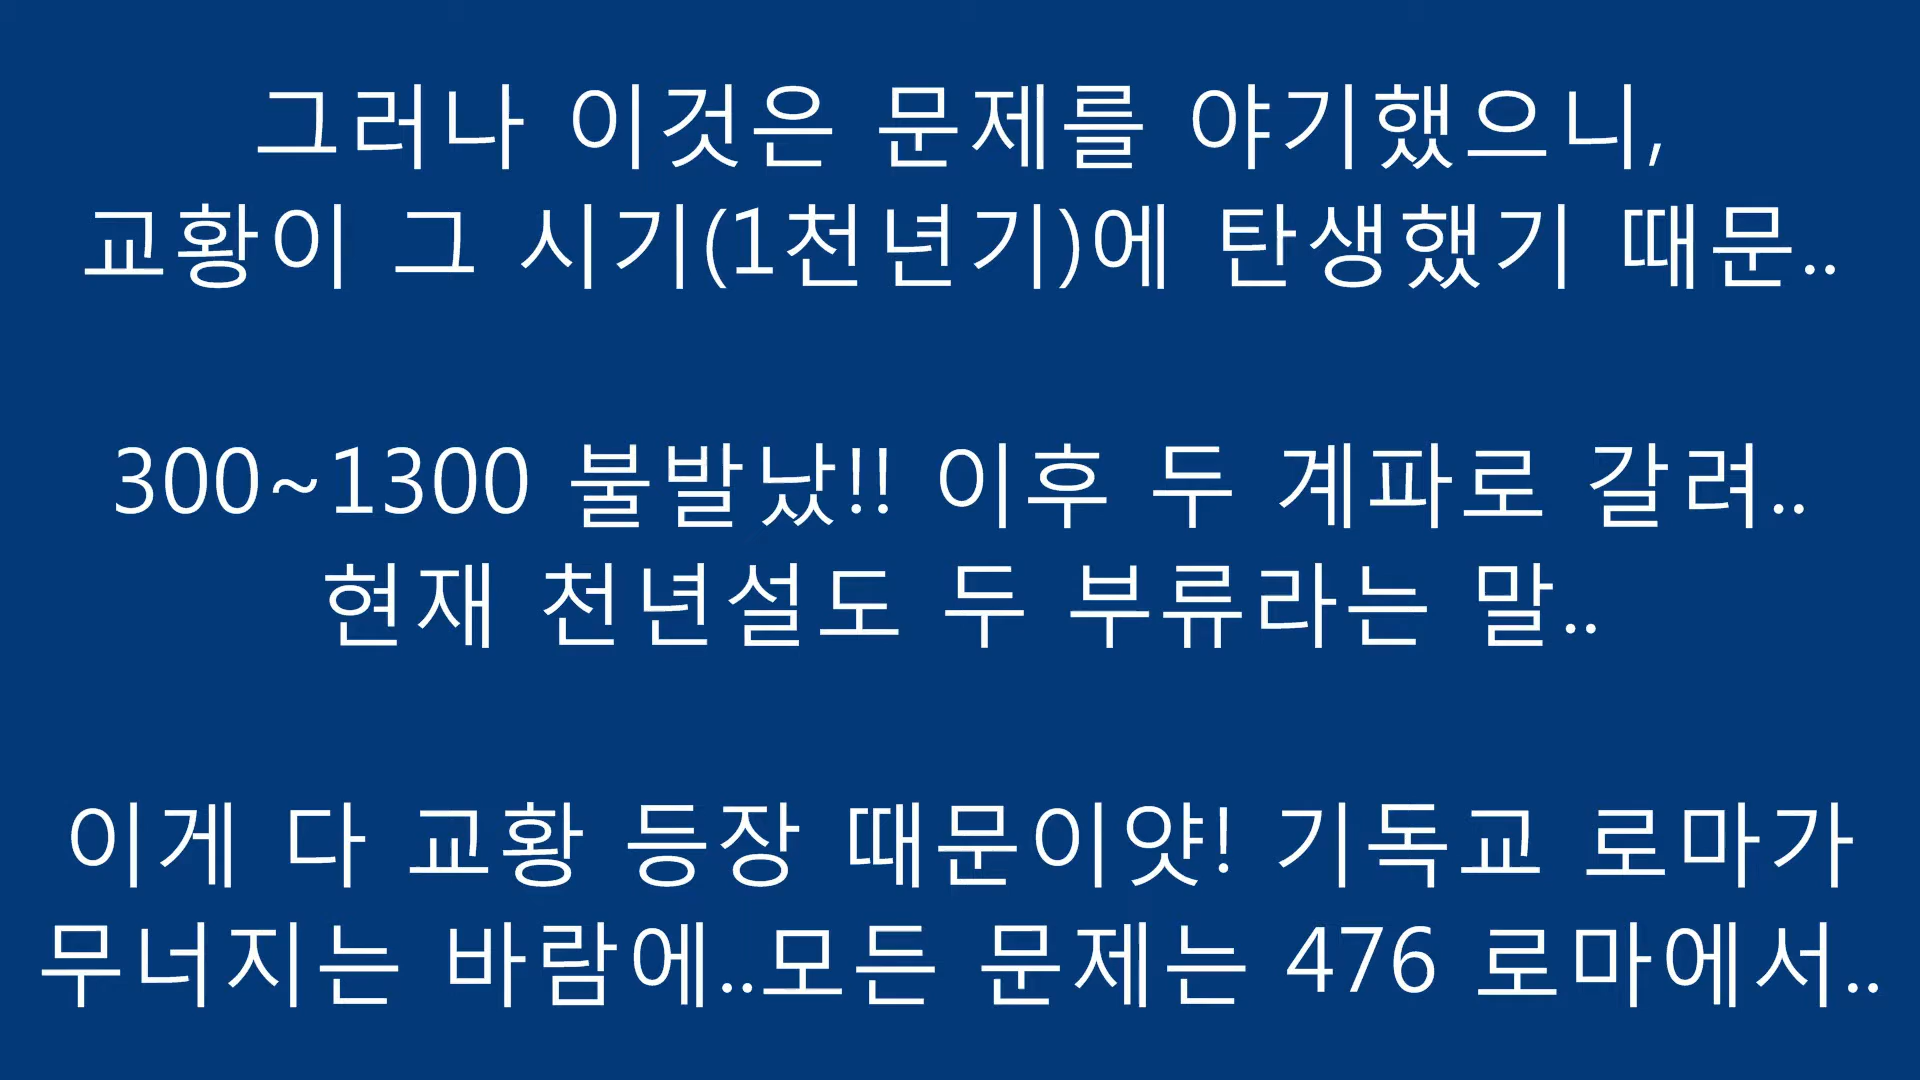 그러나 이것은 문제를 야기했으니,
교황이 그 시기(1천년기)에 탄생했기 때문..
300~1300 불발났!! 이후 두 계파로 갈려..
현재 천년설도 두 부류라는 말..
이게 다 교황 등장 때문이얏! 기독교 로마가
무너지는 바람에..모든 문제는 476 로마에서..